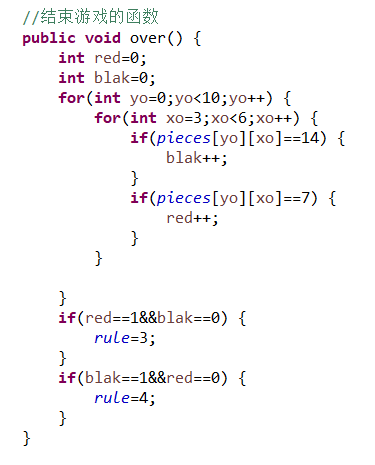 //结束游戏的函数
public void over() {
    int red=0;
    int blak=0;
    for(int yo=0;yo<10;yo++) {
        for(int xo=3;xo<6;xo++) {
            if(pieces[yo][xo]==14) {
                blak++;
            }
            if(pieces[yo][xo]==7) {
                red++;
            }
        }

    }
    if(red==1&&blak==0) {
        rule=3;
    }
    if(blak==1&&red==0) {
        rule=4;
    }
}